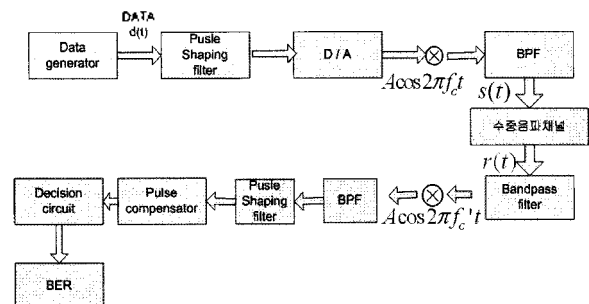 DATA
d(t)
Data
generator
Pusle
Shaping
filter
D / A
Acos2πf_c t
BPF
s(t)
수중음파채널
r(t)
Bandpass
filter
Acos2πf_c't
BPF
Pusle
Shaping
filter
Pulse
compensator
Decision
circuit
BER